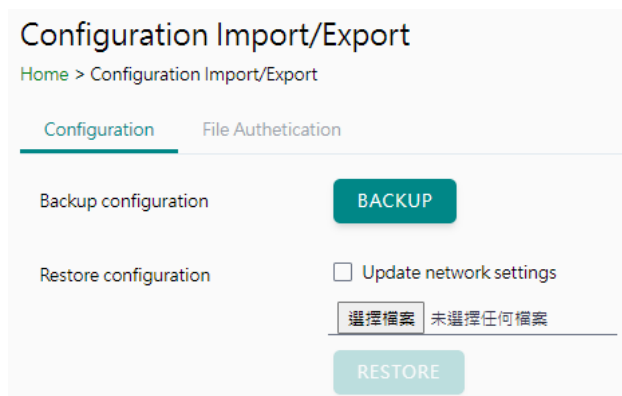 Configuration Import/Export
Home > Configuration Import/Export
Configuration File Authetication
Backup configuration BACKUP
Restore configuration Update network settings
選擇檔案 未選擇任何檔案
RESTORE